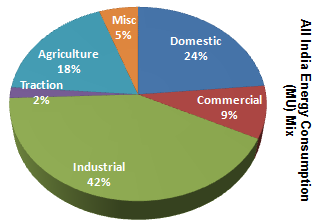 Misc
5%
Domestic
24%
Agriculture
18%
Traction
2%
Commercial
9%
Industrial
42%
All India Energy Consumption
(MU) Mix